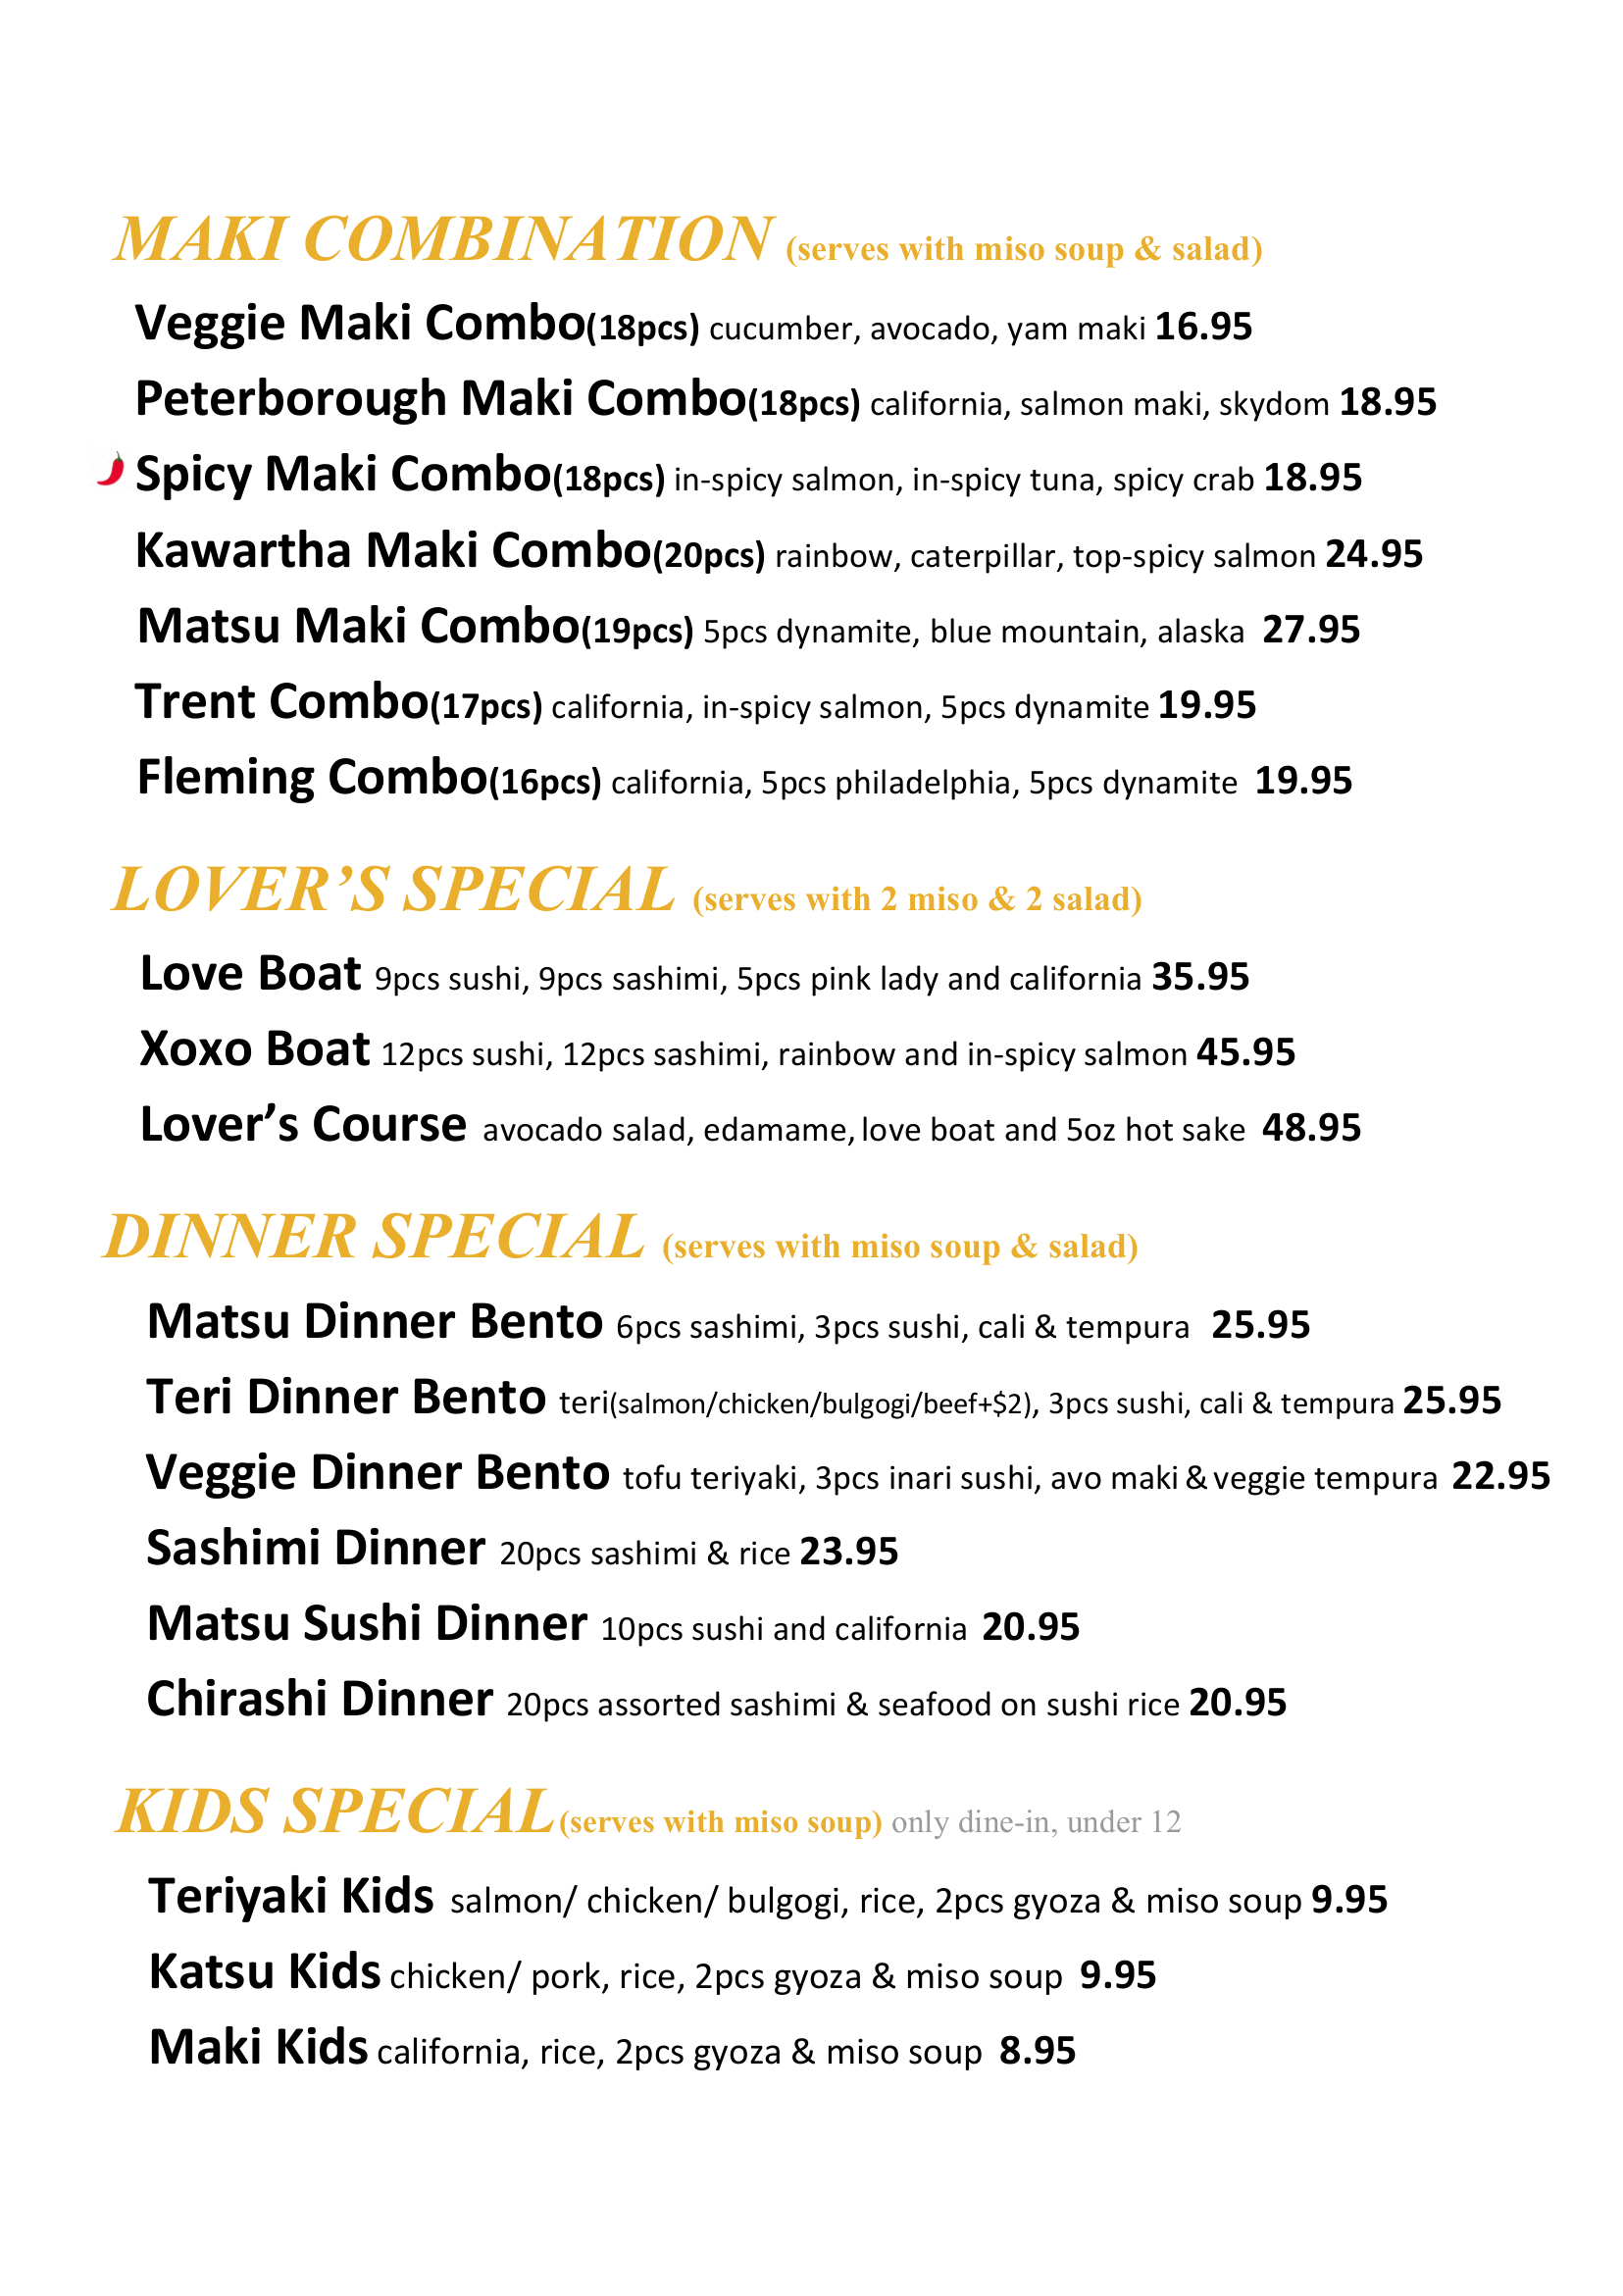 MAKI COMBINATION (serves with miso soup & salad)
Veggie Maki Combo(18pcs) cucumber, avocado, yam maki 16.95
Peterborough Maki Combo(18pcs) california, salmon maki, skydom 18.95
Spicy Maki Combo(18pcs) in-spicy salmon, in-spicy tuna, spicy crab 18.95
Kawartha Maki Combo(20pcs) rainbow, caterpillar, top-spicy salmon 24.95
Matsu Maki Combo(19pcs) 5pcs dynamite, blue mountain, alaska 27.95
Trent Combo(17pcs) california, in-spicy salmon, 5pcs dynamite 19.95
Fleming Combo(16pcs) california, 5pcs philadelphia, 5pcs dynamite 19.95
LOVER’S SPECIAL (serves with 2 miso & 2 salad)
Love Boat 9pcs sushi, 9pcs sashimi, 5pcs pink lady and california 35.95
Xoxo Boat 12pcs sushi, 12pcs sashimi, rainbow and in-spicy salmon 45.95
Lover’s Course avocado salad, edamame, love boat and 5oz hot sake 48.95
DINNER SPECIAL (serves with miso soup & salad)
Matsu Dinner Bento 6pcs sashimi, 3pcs sushi, cali & tempura 25.95
Teri Dinner Bento teri(salmon/chicken/bulgogi/beef+$2), 3pcs sushi, cali & tempura 25.95
Veggie Dinner Bento tofu teriyaki, 3pcs inari sushi, avo maki & veggie tempura 22.95
Sashimi Dinner 20pcs sashimi & rice 23.95
Matsu Sushi Dinner 10pcs sushi and california 20.95
Chirashi Dinner 20pcs assorted sashimi & seafood on sushi rice 20.95
KIDS SPECIAL (serves with miso soup) only dine-in, under 12
Teriyaki Kids salmon/ chicken/ bulgogi, rice, 2pcs gyoza & miso soup 9.95
Katsu Kids chicken/ pork, rice, 2pcs gyoza & miso soup 9.95
Maki Kids california, rice, 2pcs gyoza & miso soup 8.95